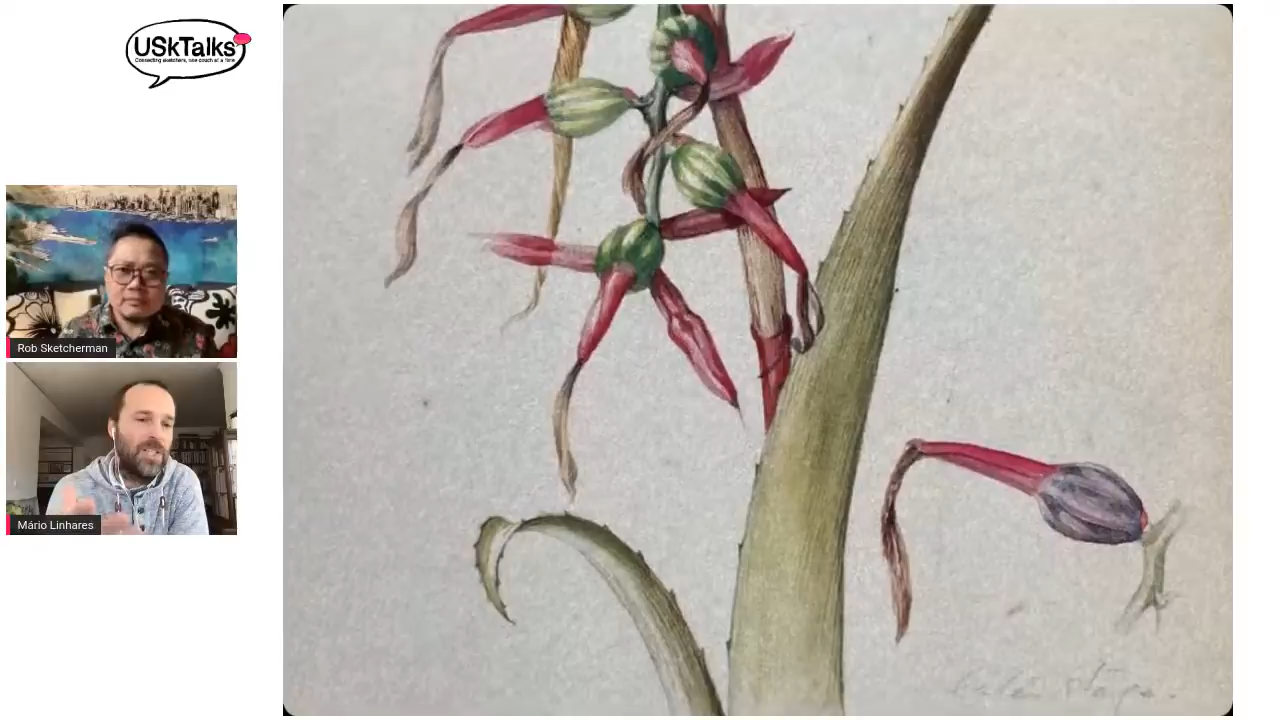 USkTalks
Connecting sketchers, one couch at a time
Rob Sketcherman
Mário Linhares